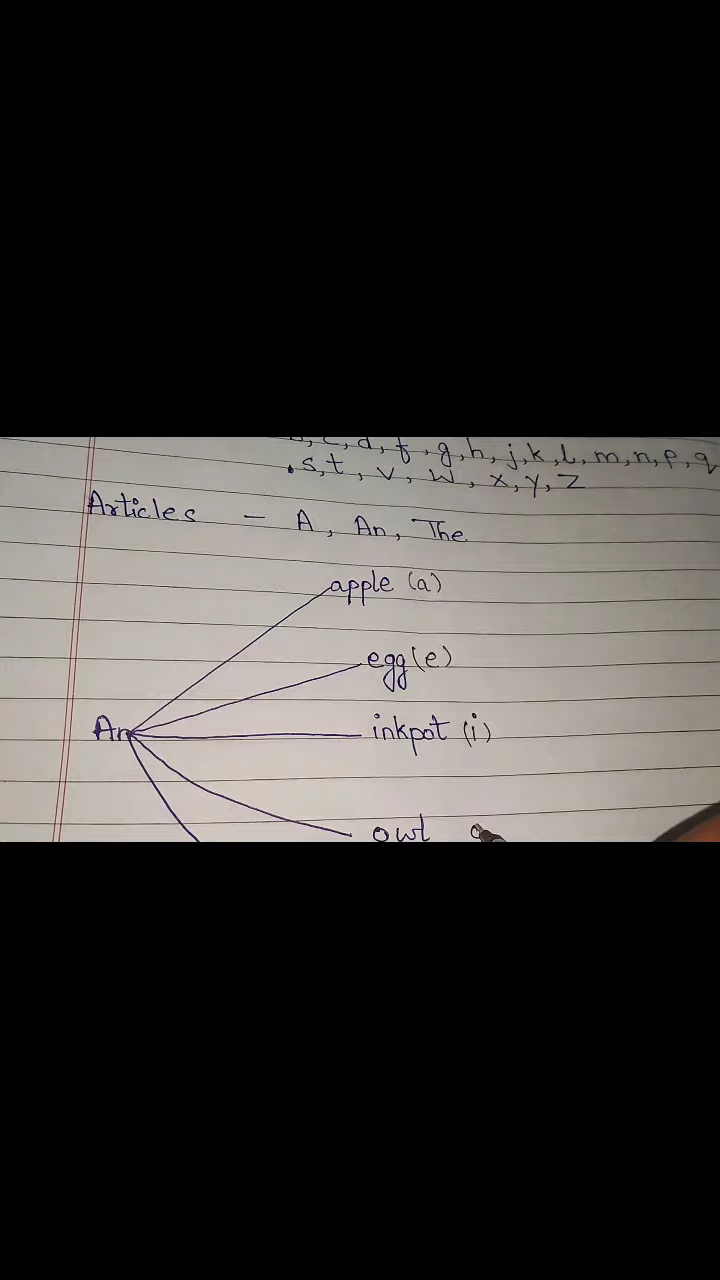 c, d, f, g, h, j, k, l, m, n, p, q
s, t, v, w, x, y, z
Articles - A, An, The
apple (a)
egg (e)
An
inkpot (i)
owl